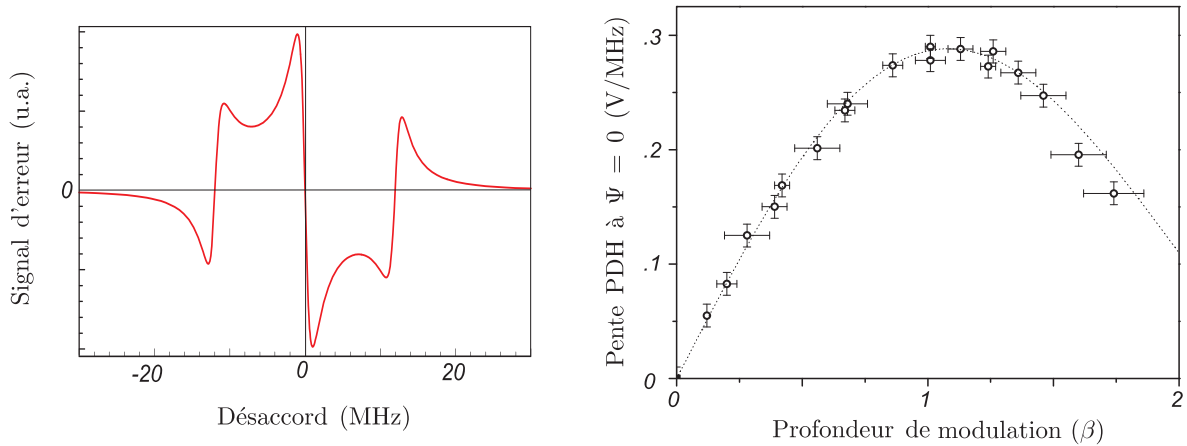 Signal d'erreur (u.a.)
0
-20
0
20
Désaccord (MHz)
Pente PDH à Ψ = 0 (V/MHz)
.3
.2
.1
0
0
1
2
Profondeur de modulation (β)